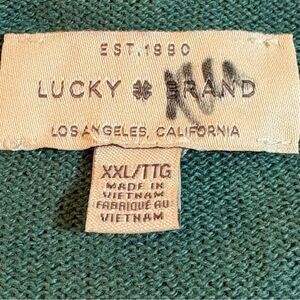 EST. 1990
LUCKY BRAND
LOS ANGELES, CALIFORNIA
XXL/TTG
MADE IN
VIETNAM
FABRIQUÉ AU
VIETNAM